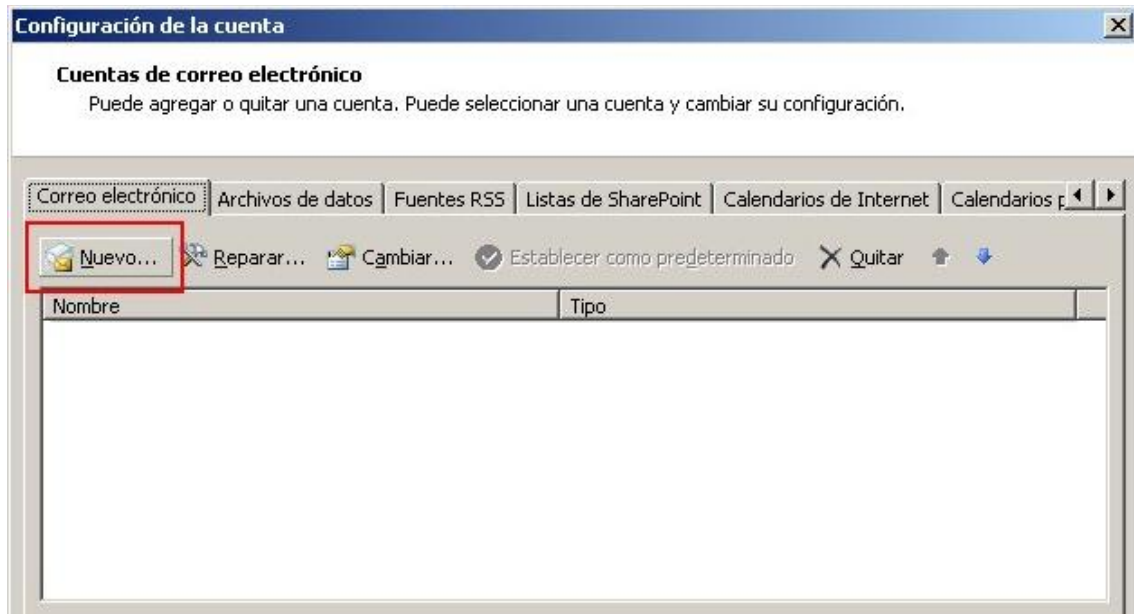 Configuración de la cuenta
Cuentas de correo electrónico
Puede agregar o quitar una cuenta. Puede seleccionar una cuenta y cambiar su configuración.
Correo electrónico Archivos de datos Fuentes RSS Listas de SharePoint Calendarios de Internet Calendarios
Nuevo... Reparar... Cambiar... Establecer como predeterminado Quitar
Nombre Tipo